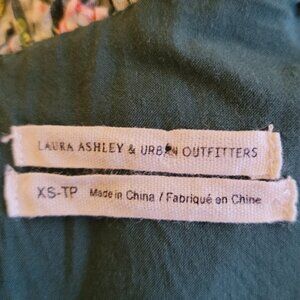 LAURA ASHLEY & URBAN OUTFITTERS
XS-TP Made in China / Fabriqué en Chine